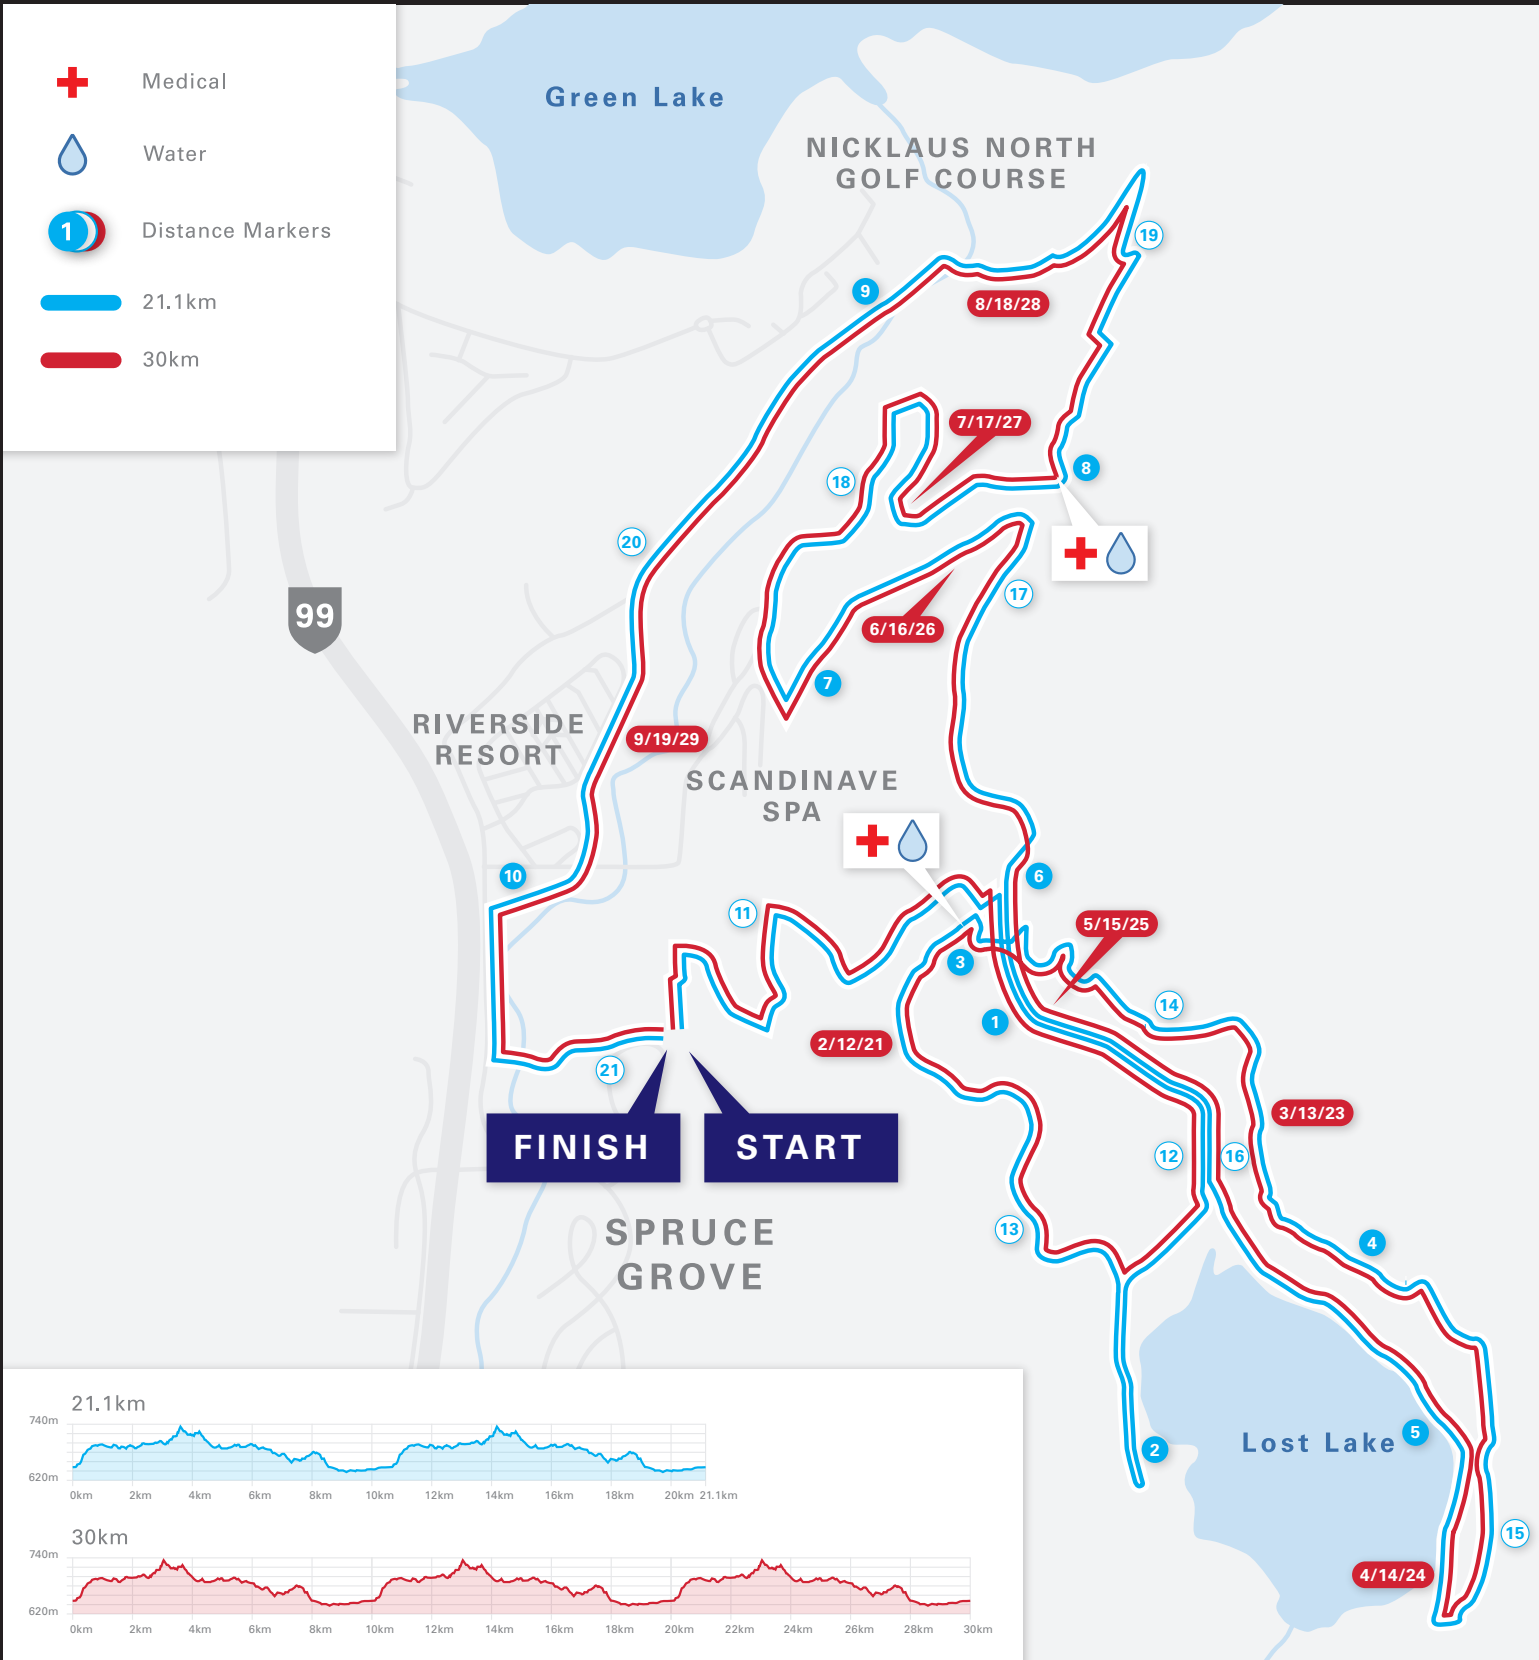 Medical
Water
1
Distance Markers
21.1km
30km
Green Lake
NICKLAUS NORTH
GOLF COURSE
19
9
8/18/28
7/17/27
8
18
20
17
99
6/16/26
7
RIVERSIDE
RESORT
9/19/29
SCANDINAVE
SPA
10
6
11
5/15/25
3
14
1
2/12/21
21
3/13/23
FINISH
START
12
16
13
4
SPRUCE
GROVE
Lost Lake
5
2
15
4/14/24
21.1km
740m
620m
0km 2km 4km 6km 8km 10km 12km 14km 16km 18km 20km 21.1km
30km
740m
620m
0km 2km 4km 6km 8km 10km 12km 14km 16km 18km 20km 22km 24km 26km 28km 30km